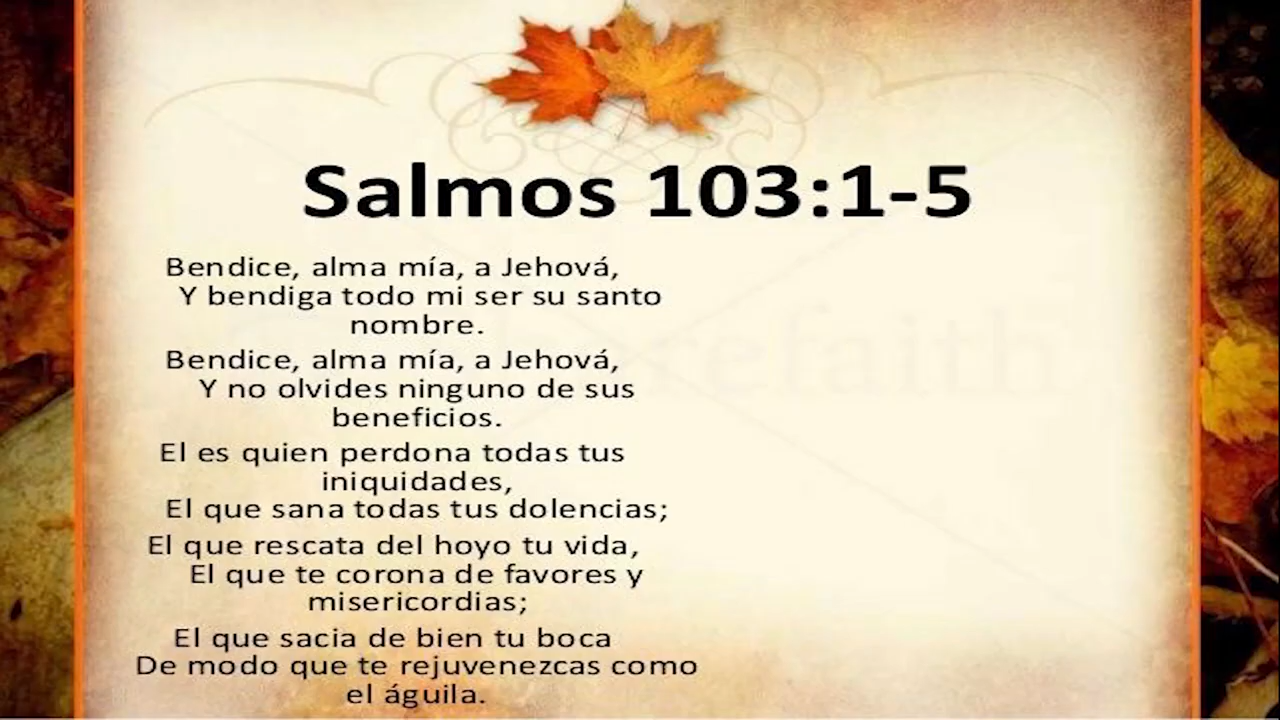 Salmos 103:1-5
Bendice, alma mía, a Jehová,
Y bendiga todo mi ser su santo
nombre.
Bendice, alma mía, a Jehová,
Y no olvides ninguno de sus
beneficios.
El es quien perdona todas tus
iniquidades,
El que sana todas tus dolencias;
El que rescata del hoyo tu vida,
El que te corona de favores y
misericordias;
El que sacia de bien tu boca
De modo que te rejuvenezcas como
el águila.